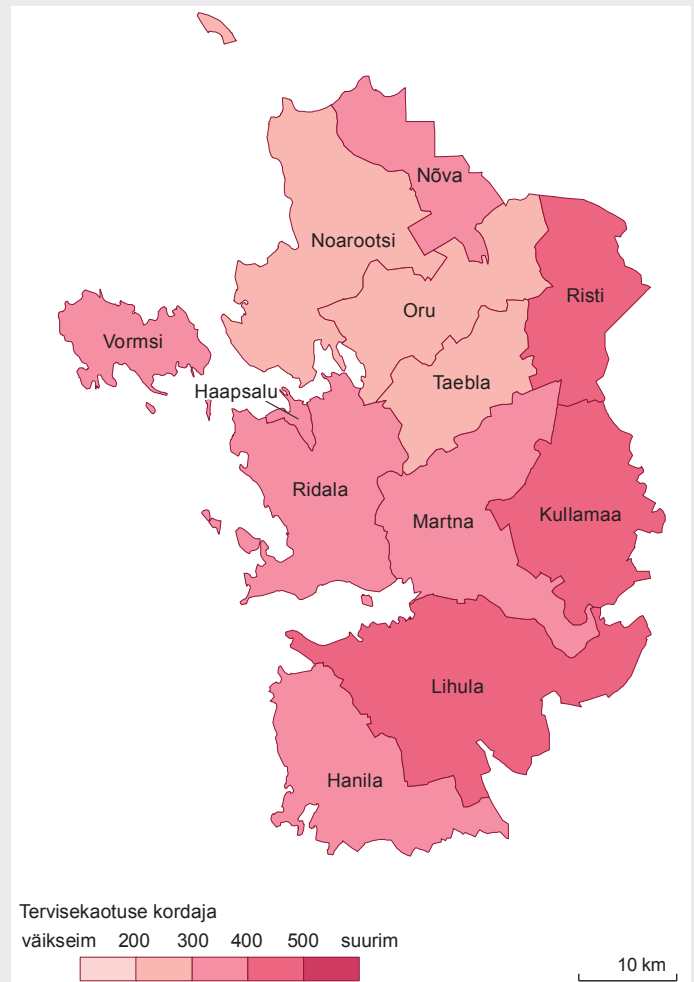 Nõva
Noarootsi
Risti
Oru
Vormsi
Taebla
Haapsalu
Ridala
Martna
Kullamaa
Lihula
Hanila
Tervisekaotuse kordaja
väikseim 200 300 400 500 suurim
10 km